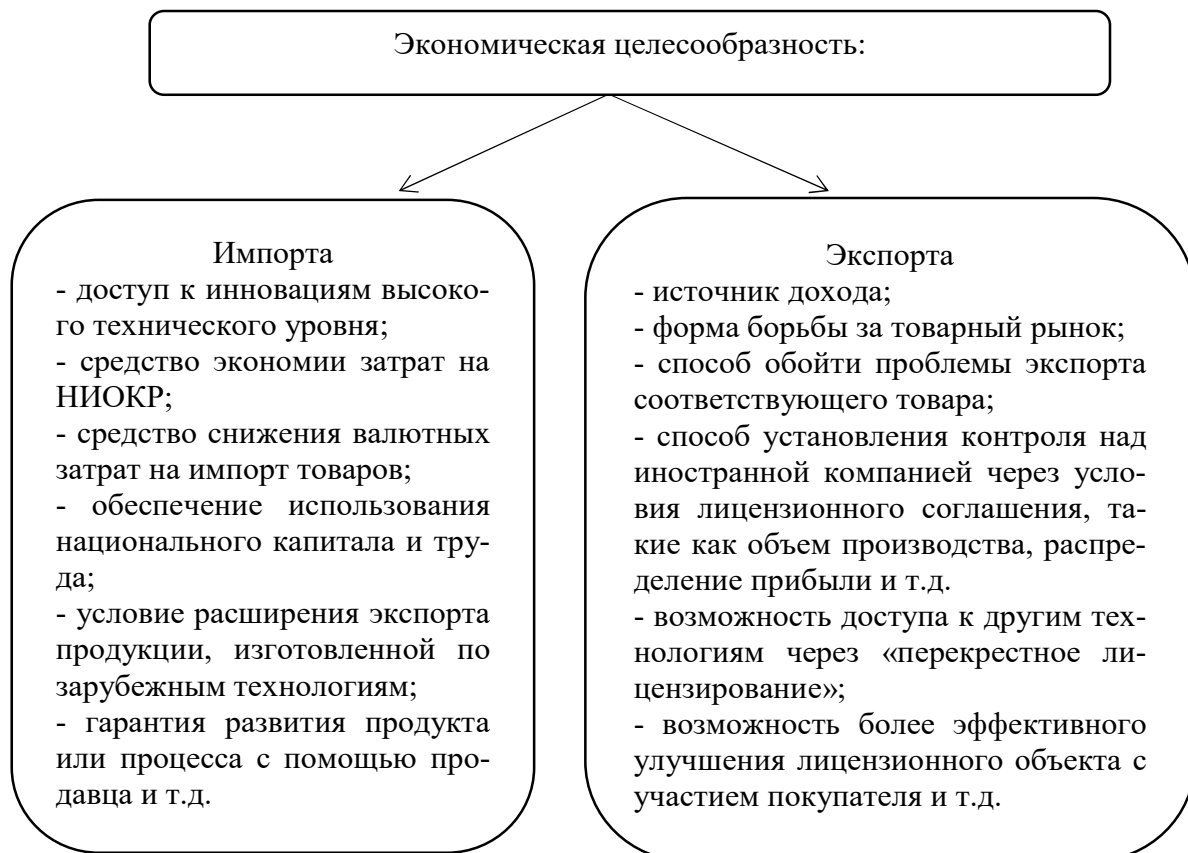 Экономическая целесообразность:
Импорта
- доступ к инновациям высоко-
го технического уровня;
- средство экономии затрат на
НИОКР;
- средство снижения валютных
затрат на импорт товаров;
- обеспечение использования
национального капитала и тру-
да;
- условие расширения экспорта
продукции, изготовленной по
зарубежным технологиям;
- гарантия развития продукта
или процесса с помощью про-
давца и т.д.
Экспорта
- источник дохода;
- форма борьбы за товарный рынок;
- способ обойти проблемы экспорта
соответствующего товара;
- способ установления контроля над
иностранной компанией через усло-
вия лицензионного соглашения, та-
кие как объем производства, распре-
деление прибыли и т.д.
- возможность доступа к другим тех-
нологиям через «перекрестное ли-
цензирование»;
- возможность более эффективного
улучшения лицензионного объекта с
участием покупателя и т.д.